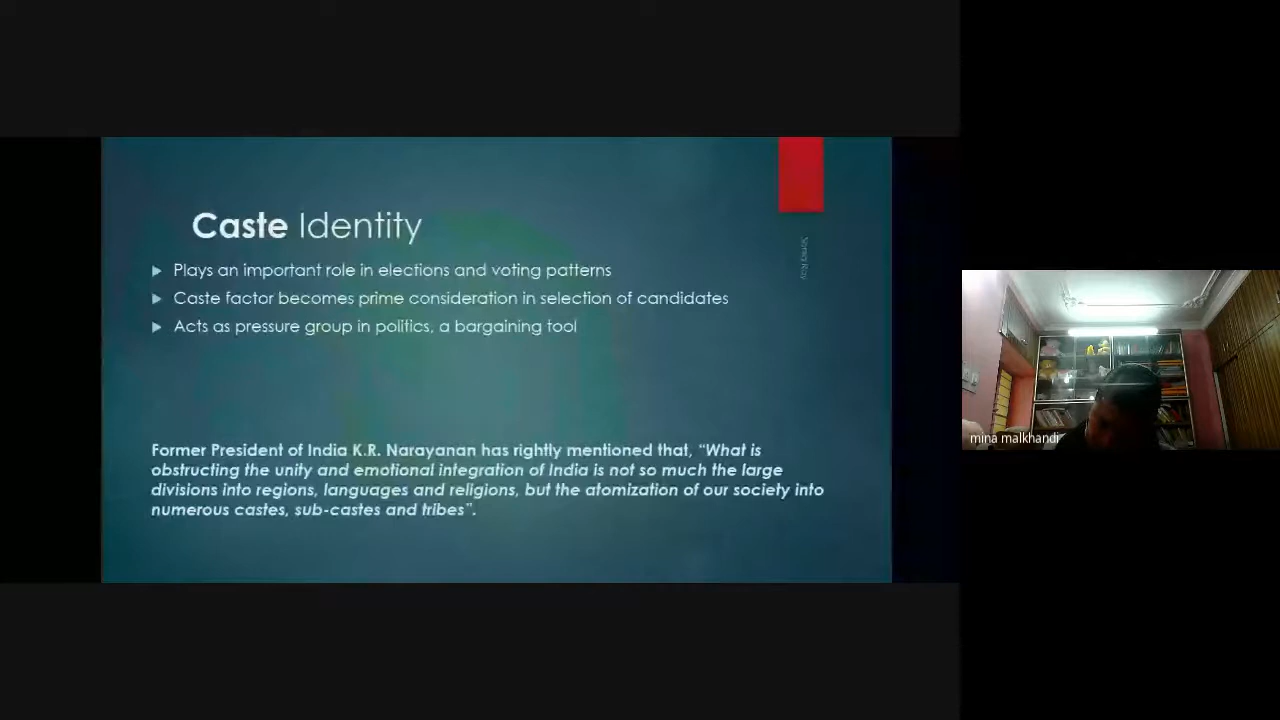 Caste Identity
Plays an important role in elections and voting patterns
Caste factor becomes prime consideration in selection of candidates
Acts as pressure group in politics, a bargaining tool
Former President of India K.R. Narayanan has rightly mentioned that, “What is
obstructing the unity and emotional integration of India is not so much the large
divisions into regions, languages and religions, but the atomization of our society into
numerous castes, sub-castes and tribes”.
mina malkhandi